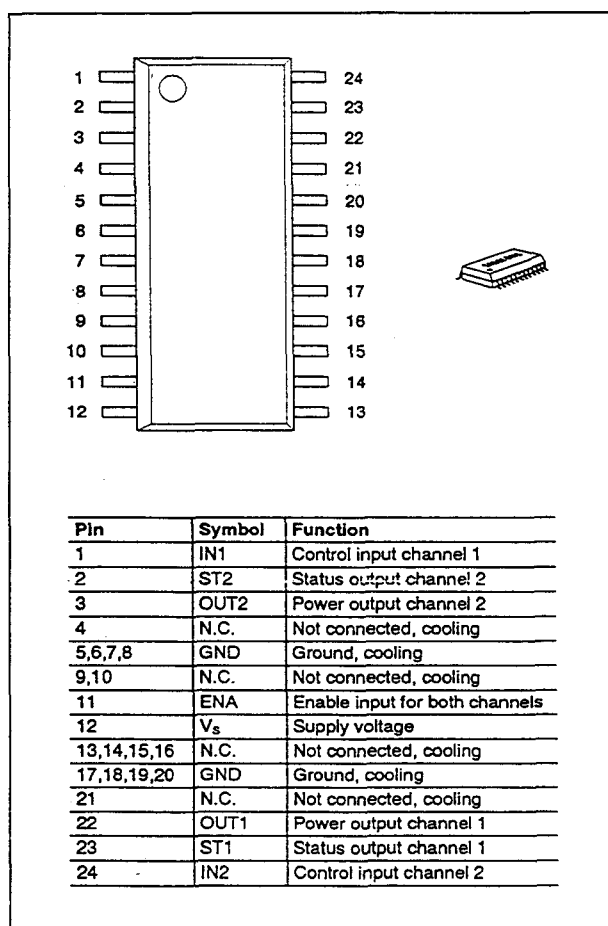 1 24
2 23
3 22
4 21
5 20
6 19
7 18
8 17
9 16
10 15
11 14
12 13
Pin Symbol Function
1 IN1 Control input channel 1
2 ST2 Status output channel 2
3 OUT2 Power output channel 2
4 N.C. Not connected, cooling
5,6,7,8 GND Ground, cooling
9,10 N.C. Not connected, cooling
11 ENA Enable input for both channels
12 Vs Supply voltage
13,14,15,16 N.C. Not connected, cooling
17,18,19,20 GND Ground, cooling
21 N.C. Not connected, cooling
22 OUT1 Power output channel 1
23 ST1 Status output channel 1
24 IN2 Control input channel 2